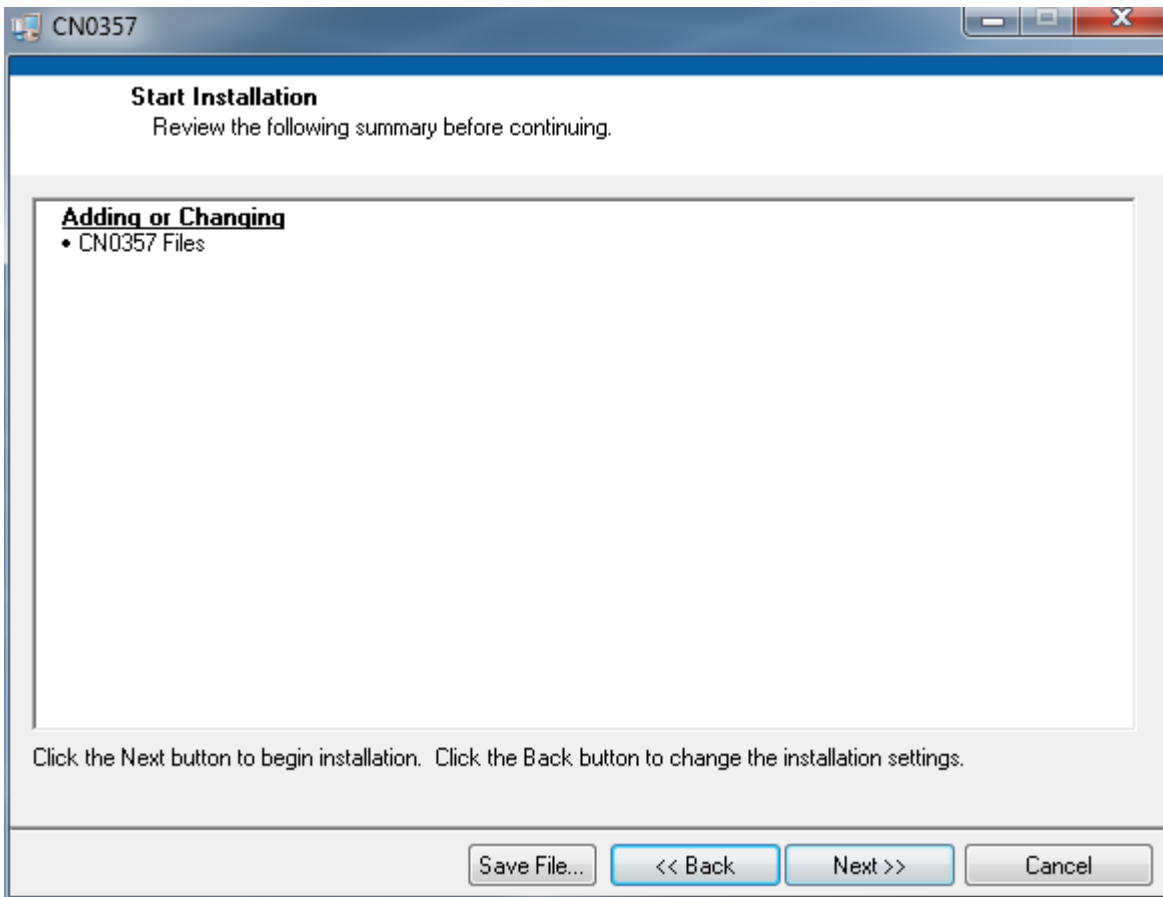 CN0357
Start Installation
Review the following summary before continuing.
Adding or Changing
• CN0357 Files
Click the Next button to begin installation.  Click the Back button to change the installation settings.
Save File... << Back Next >> Cancel